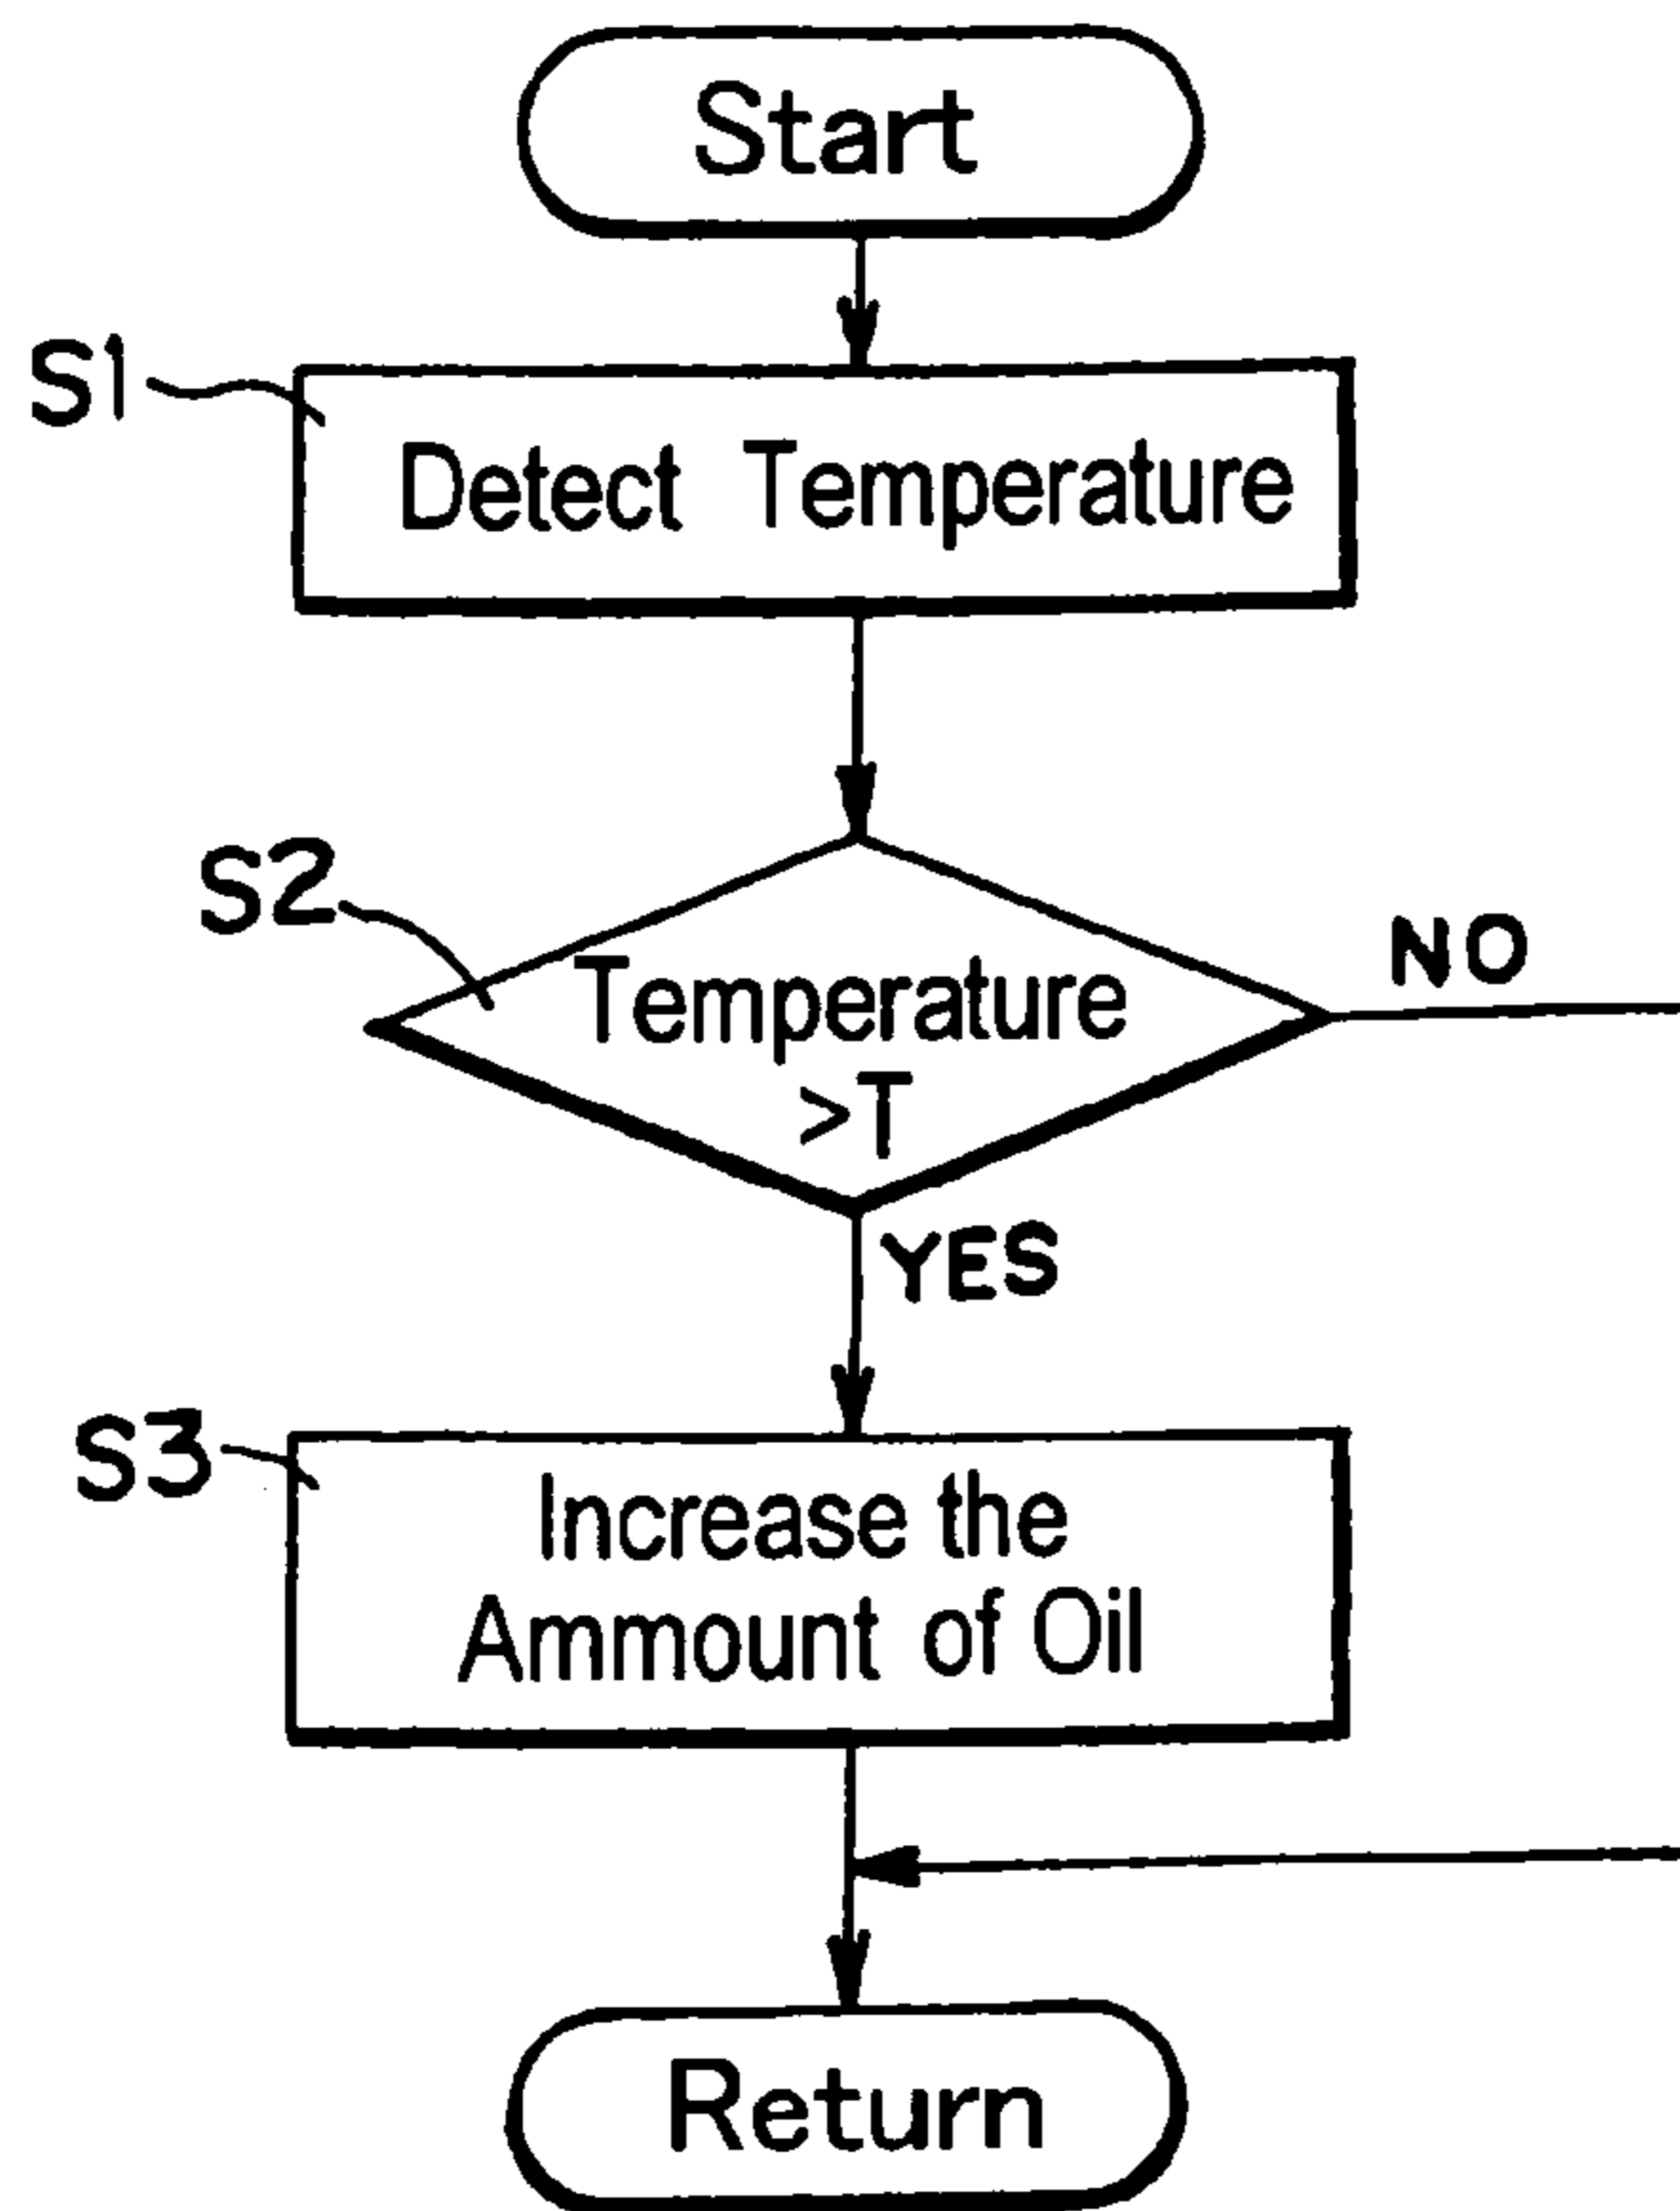 Start
S1
Detect Temperature
S2
Temperature
>T
NO
YES
S3
Increase the
Ammount of Oil
Return